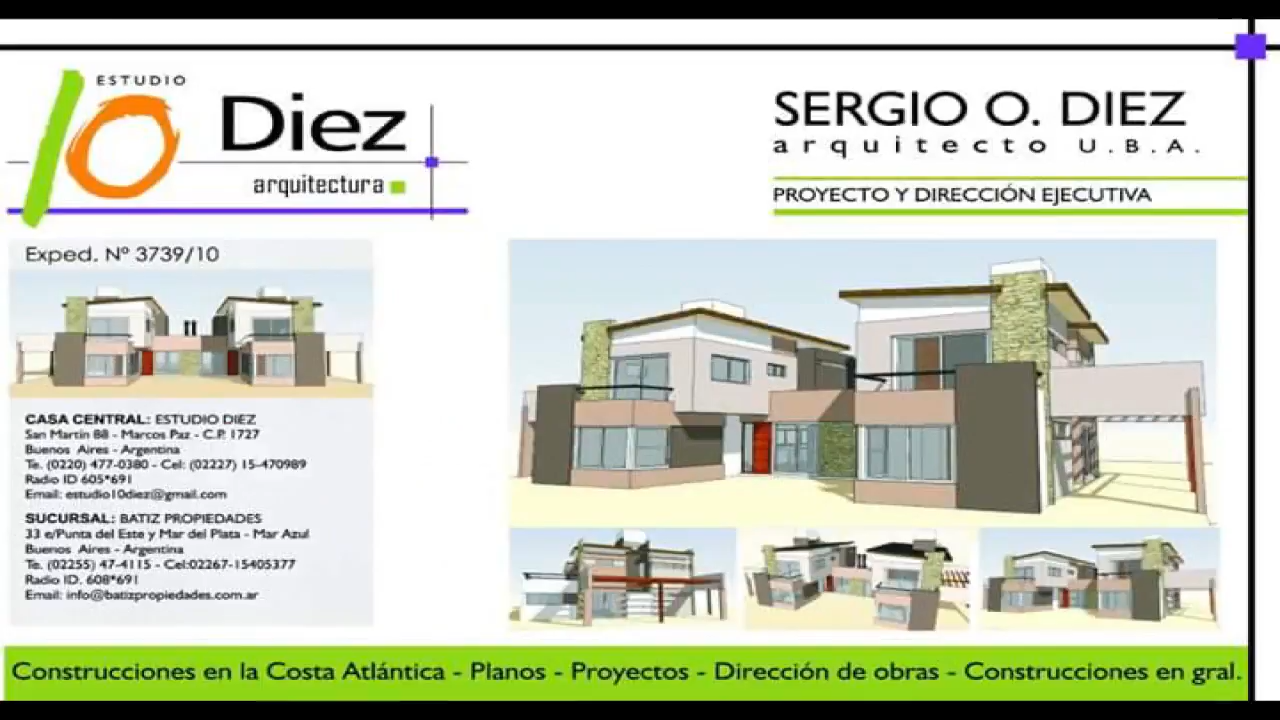 ESTUDIO
10 Diez
arquitectura
SERGIO O. DIEZ
arquitecto U.B.A.
PROYECTO Y DIRECCIÓN EJECUTIVA
Exped. Nº 3739/10
CASA CENTRAL: ESTUDIO DIEZ
San Martín 88 - Marcos Paz - C.P. 1727
Buenos Aires - Argentina
Te. (0220) 477-0380 - Cel: (02227) 15-470989
Radio ID 605*691
Email: estudio10diez@gmail.com
SUCURSAL: BATIZ PROPIEDADES
33 e/Punta del Este y Mar del Plata - Mar Azul
Buenos Aires - Argentina
Te. (02255) 47-4115 - Cel:02267-15405377
Radio ID. 608*691
Email: info@batizpropiedades.com.ar
Construcciones en la Costa Atlántica - Planos - Proyectos - Dirección de obras - Construcciones en gral.